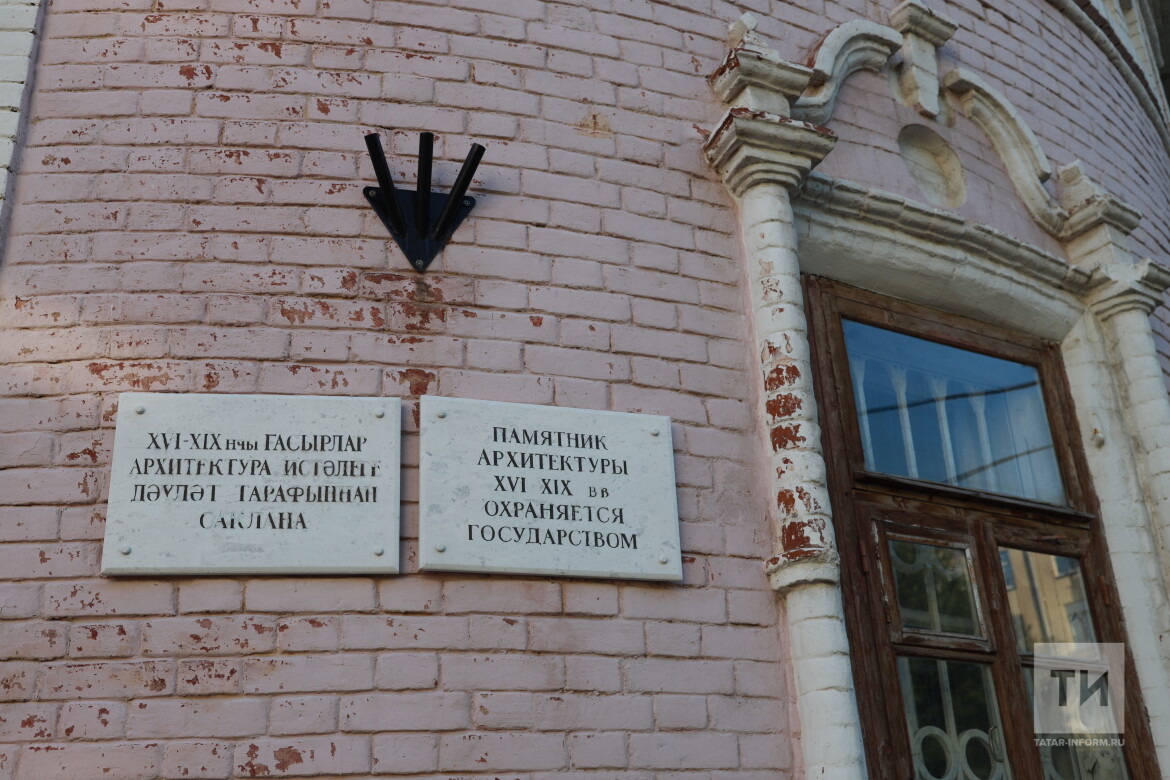 XVI-XIX нчы ГАСЫРЛАР
АРХИТЕКТУРА ИСТӘЛЕГЕ
ДӘҮЛӘТ ТАРАФЫННАН
САКЛАНА
ПАМЯТНИК
АРХИТЕКТУРЫ
XVI XIX вв
ОХРАНЯЕТСЯ
ГОСУДАРСТВОМ
ТИ
TATAR-INFORM.RU